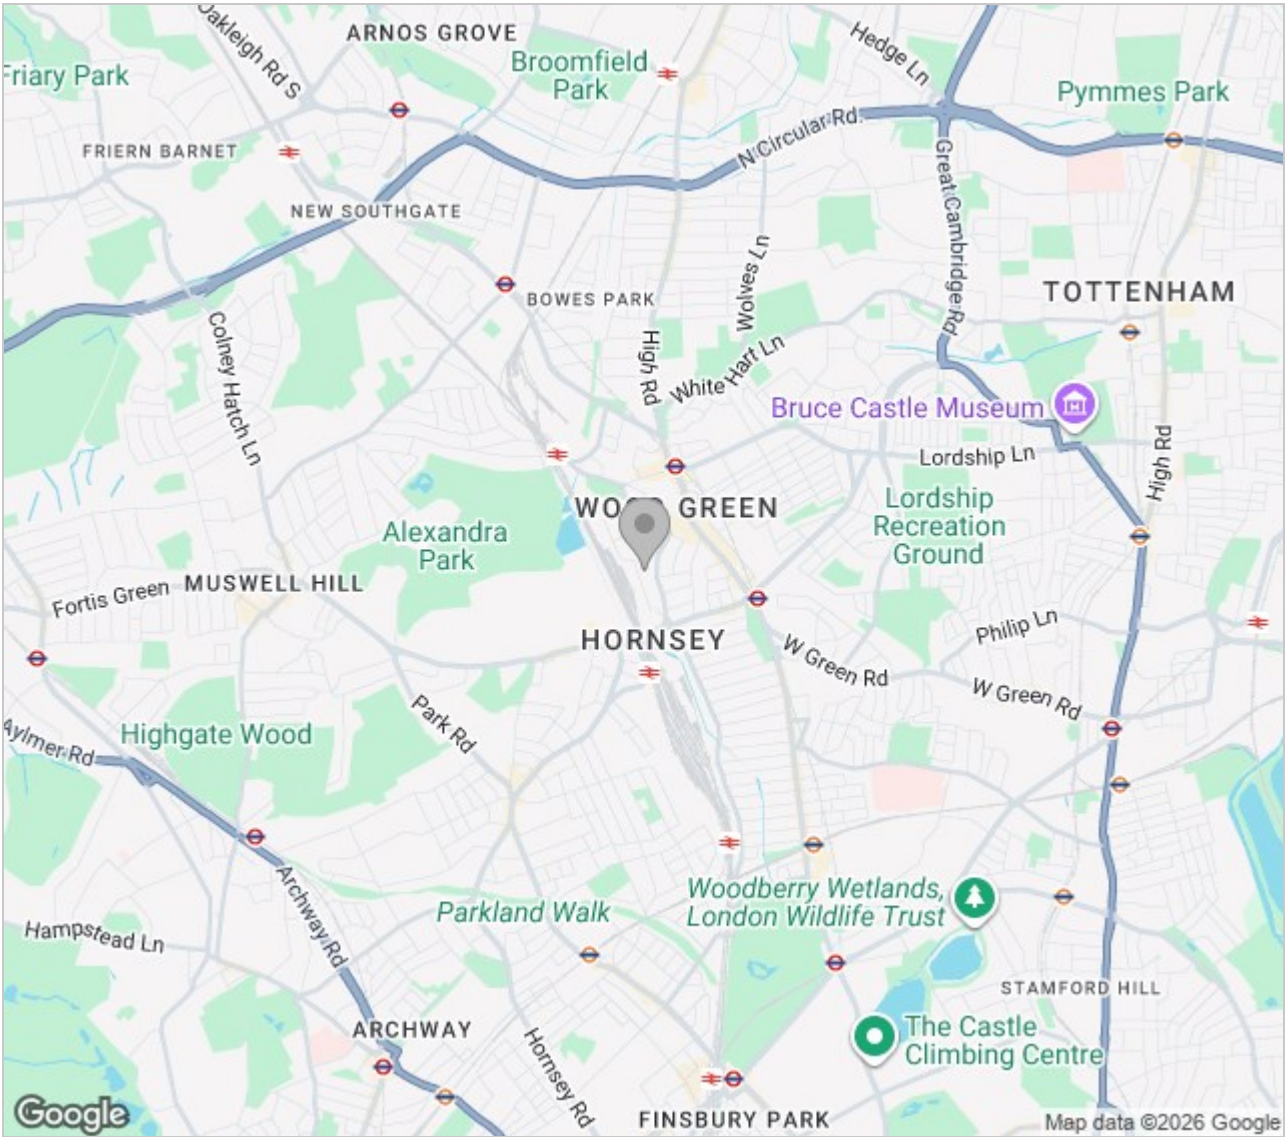 Oakleigh Rd S
ARNOS GROVE
Hedge Ln
Friary Park
Broomfield
Park
Pymmes Park
N Circular Rd.
FRIERN BARNET
Great Cambridge Rd
NEW SOUTHGATE
BOWES PARK
Wolves Ln
TOTTENHAM
Colney Hatch Ln
High Rd
White Hart Ln
Bruce Castle Museum
Lordship Ln
High Rd
WOOD GREEN
Lordship
Recreation
Ground
Alexandra
Park
MUSWELL HILL
Fortis Green
HORNSEY
Philip Ln
W Green Rd
W Green Rd
Park Rd
Highgate Wood
Aylmer Rd
Archway Rd
Woodberry Wetlands,
London Wildlife Trust
Parkland Walk
Hampstead Ln
STAMFORD HILL
ARCHWAY
Hornsey Rd
The Castle
Climbing Centre
FINSBURY PARK
Google
Map data ©2026 Google